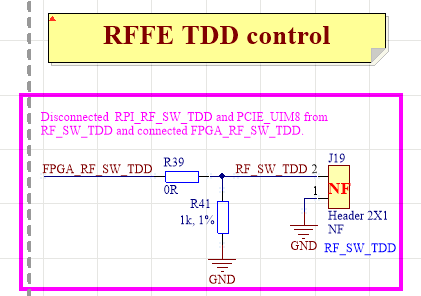 RFFE TDD control
Disconnected RPI_RF_SW_TDD and PCIE_UIM8 from
RF_SW_TDD and connected FPGA_RF_SW_TDD.
J19
FPGA_RF_SW_TDD R39 RF_SW_TDD 2
0R
1 NF
R41
1k, 1%
Header 2X1
NF
GND RF_SW_TDD
GND